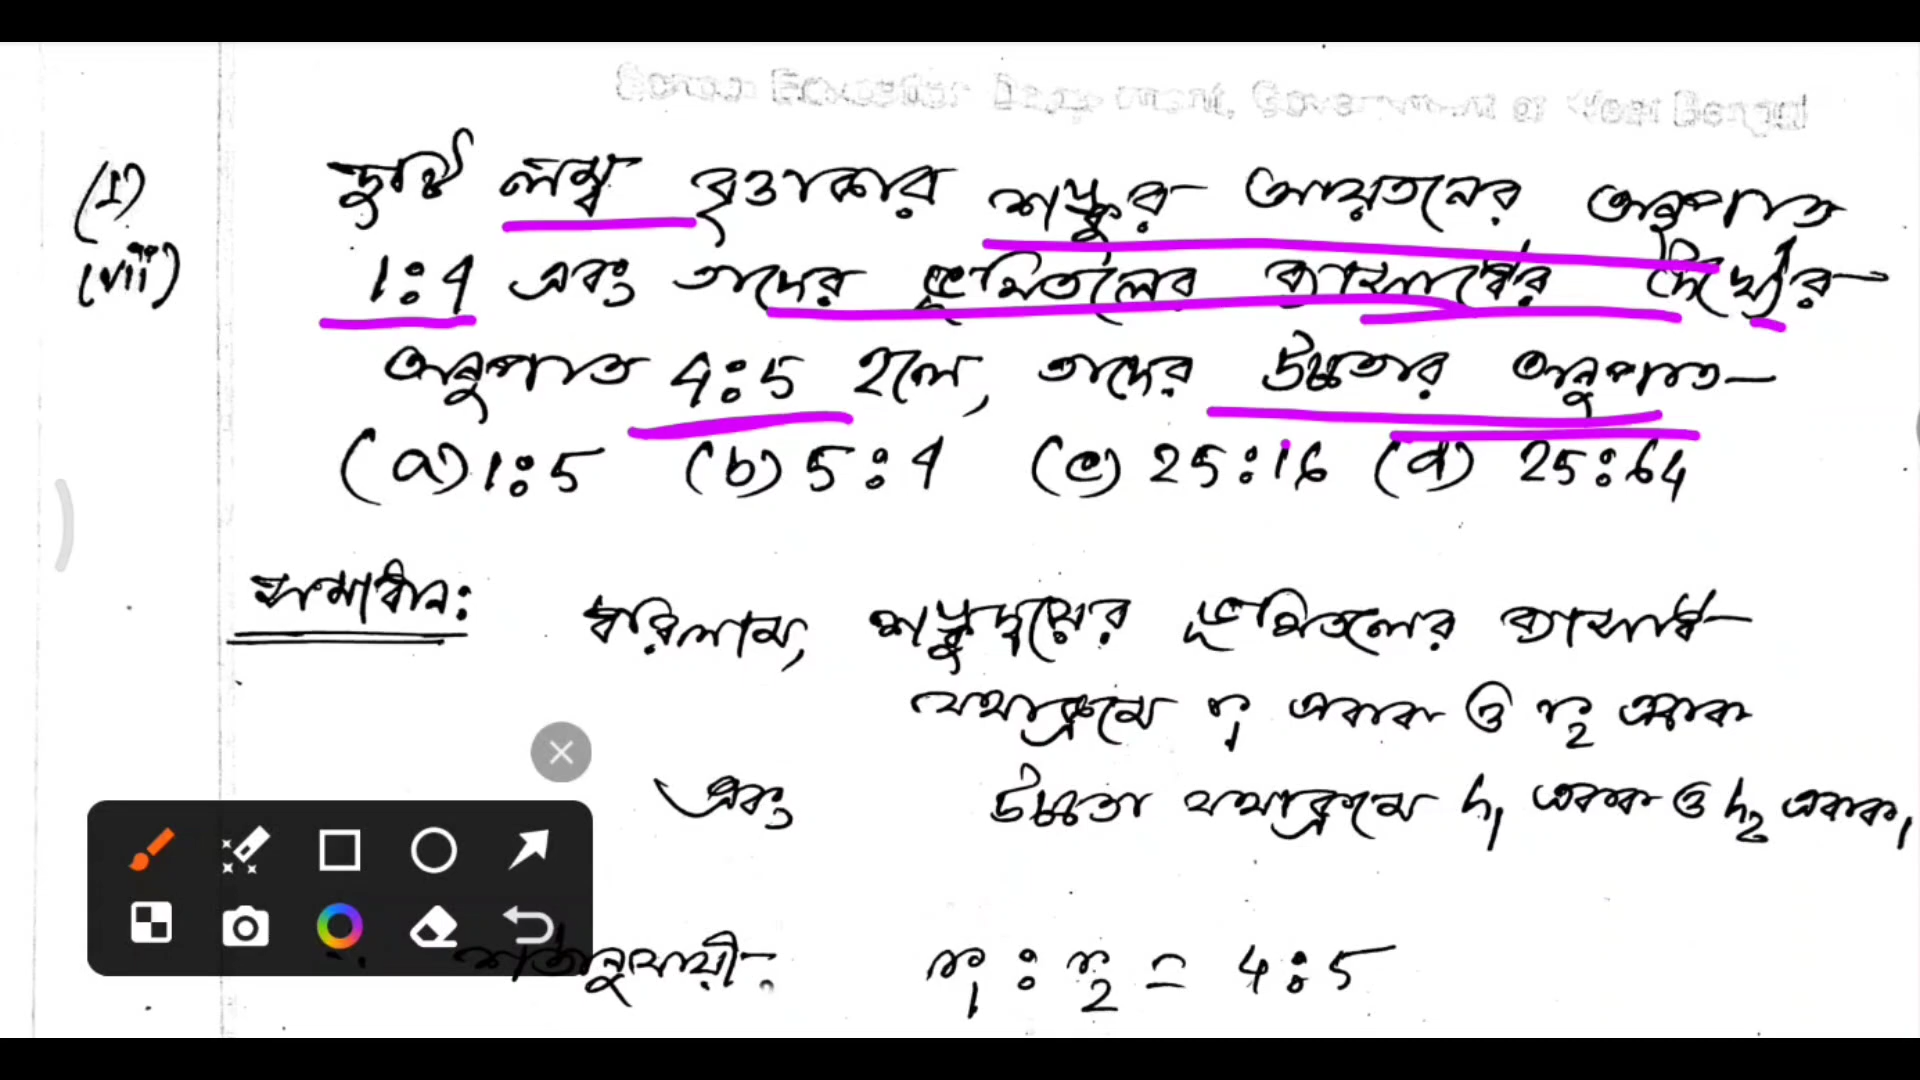 School Education Department, Government of West Bengal
(1) দুটি লম্ব বৃত্তাকার শঙ্কুর আয়তনের অনুপাত
(vii) 1:4 এবং তাদের ভূমিতলের ব্যাসার্ধের দৈর্ঘ্যের
অনুপাত 4:5 হলে, তাদের উচ্চতার অনুপাত
(a) 1:5 (b) 5:4 (c) 25:16 (d) 25:64
সমাধান: ধরিলাম, শঙ্কুদ্বয়ের ভূমিতলের ব্যাসার্ধ
যথাক্রমে r1 একক ও r2 একক
এবং উচ্চতা যথাক্রমে h1 একক ও h2 একক।
শর্তানুযায়ী r1 : r2 = 4:5